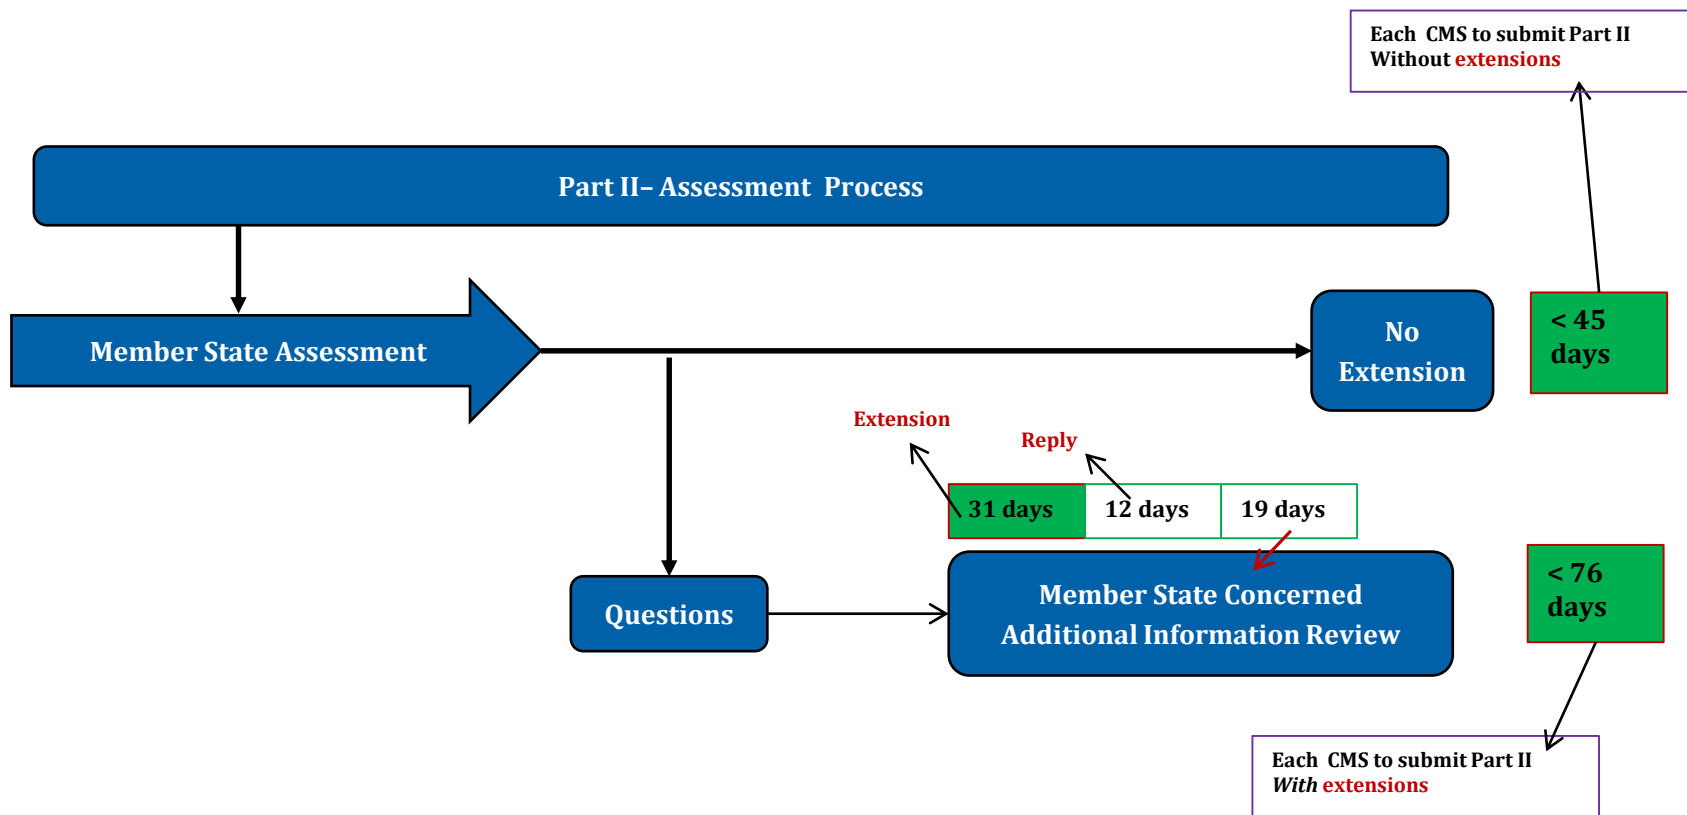 Each CMS to submit Part II
Without extensions
Part II– Assessment Process
Member State Assessment
No
Extension
< 45
days
Extension
Reply
31 days
12 days
19 days
Questions
Member State Concerned
Additional Information Review
< 76
days
Each CMS to submit Part II
With extensions